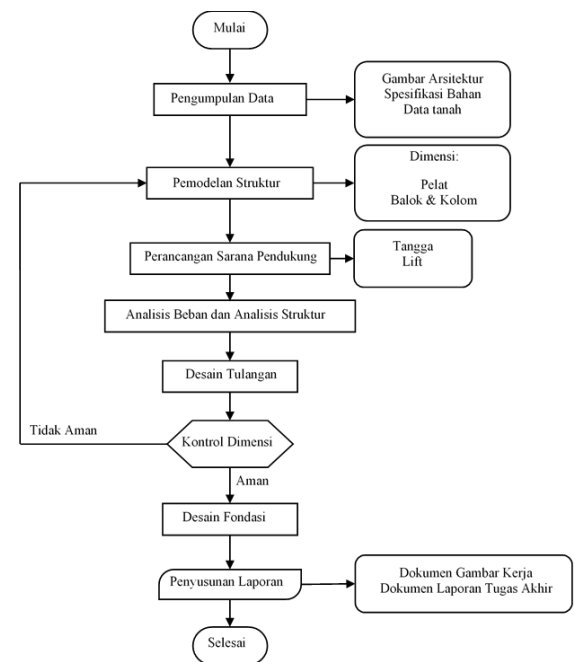 Mulai
Pengumpulan Data
Gambar Arsitektur
Spesifikasi Bahan
Data tanah
Pemodelan Struktur
Dimensi:
Pelat
Balok & Kolom
Perancangan Sarana Pendukung
Tangga
Lift
Analisis Beban dan Analisis Struktur
Desain Tulangan
Tidak Aman
Kontrol Dimensi
Aman
Desain Fondasi
Penyusunan Laporan
Dokumen Gambar Kerja
Dokumen Laporan Tugas Akhir
Selesai